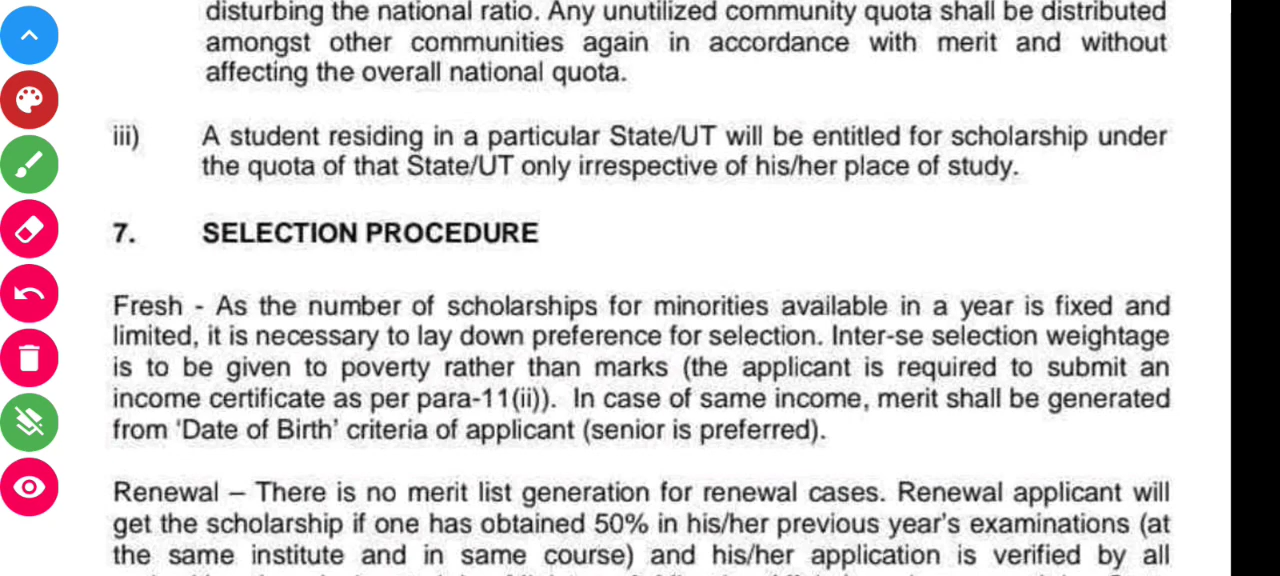 disturbing the national ratio. Any unutilized community quota shall be distributed
amongst other communities again in accordance with merit and without
affecting the overall national quota.
iii) A student residing in a particular State/UT will be entitled for scholarship under
the quota of that State/UT only irrespective of his/her place of study.
7. SELECTION PROCEDURE
Fresh - As the number of scholarships for minorities available in a year is fixed and
limited, it is necessary to lay down preference for selection. Inter-se selection weightage
is to be given to poverty rather than marks (the applicant is required to submit an
income certificate as per para-11(ii)). In case of same income, merit shall be generated
from ‘Date of Birth’ criteria of applicant (senior is preferred).
Renewal – There is no merit list generation for renewal cases. Renewal applicant will
get the scholarship if one has obtained 50% in his/her previous year’s examinations (at
the same institute and in same course) and his/her application is verified by all